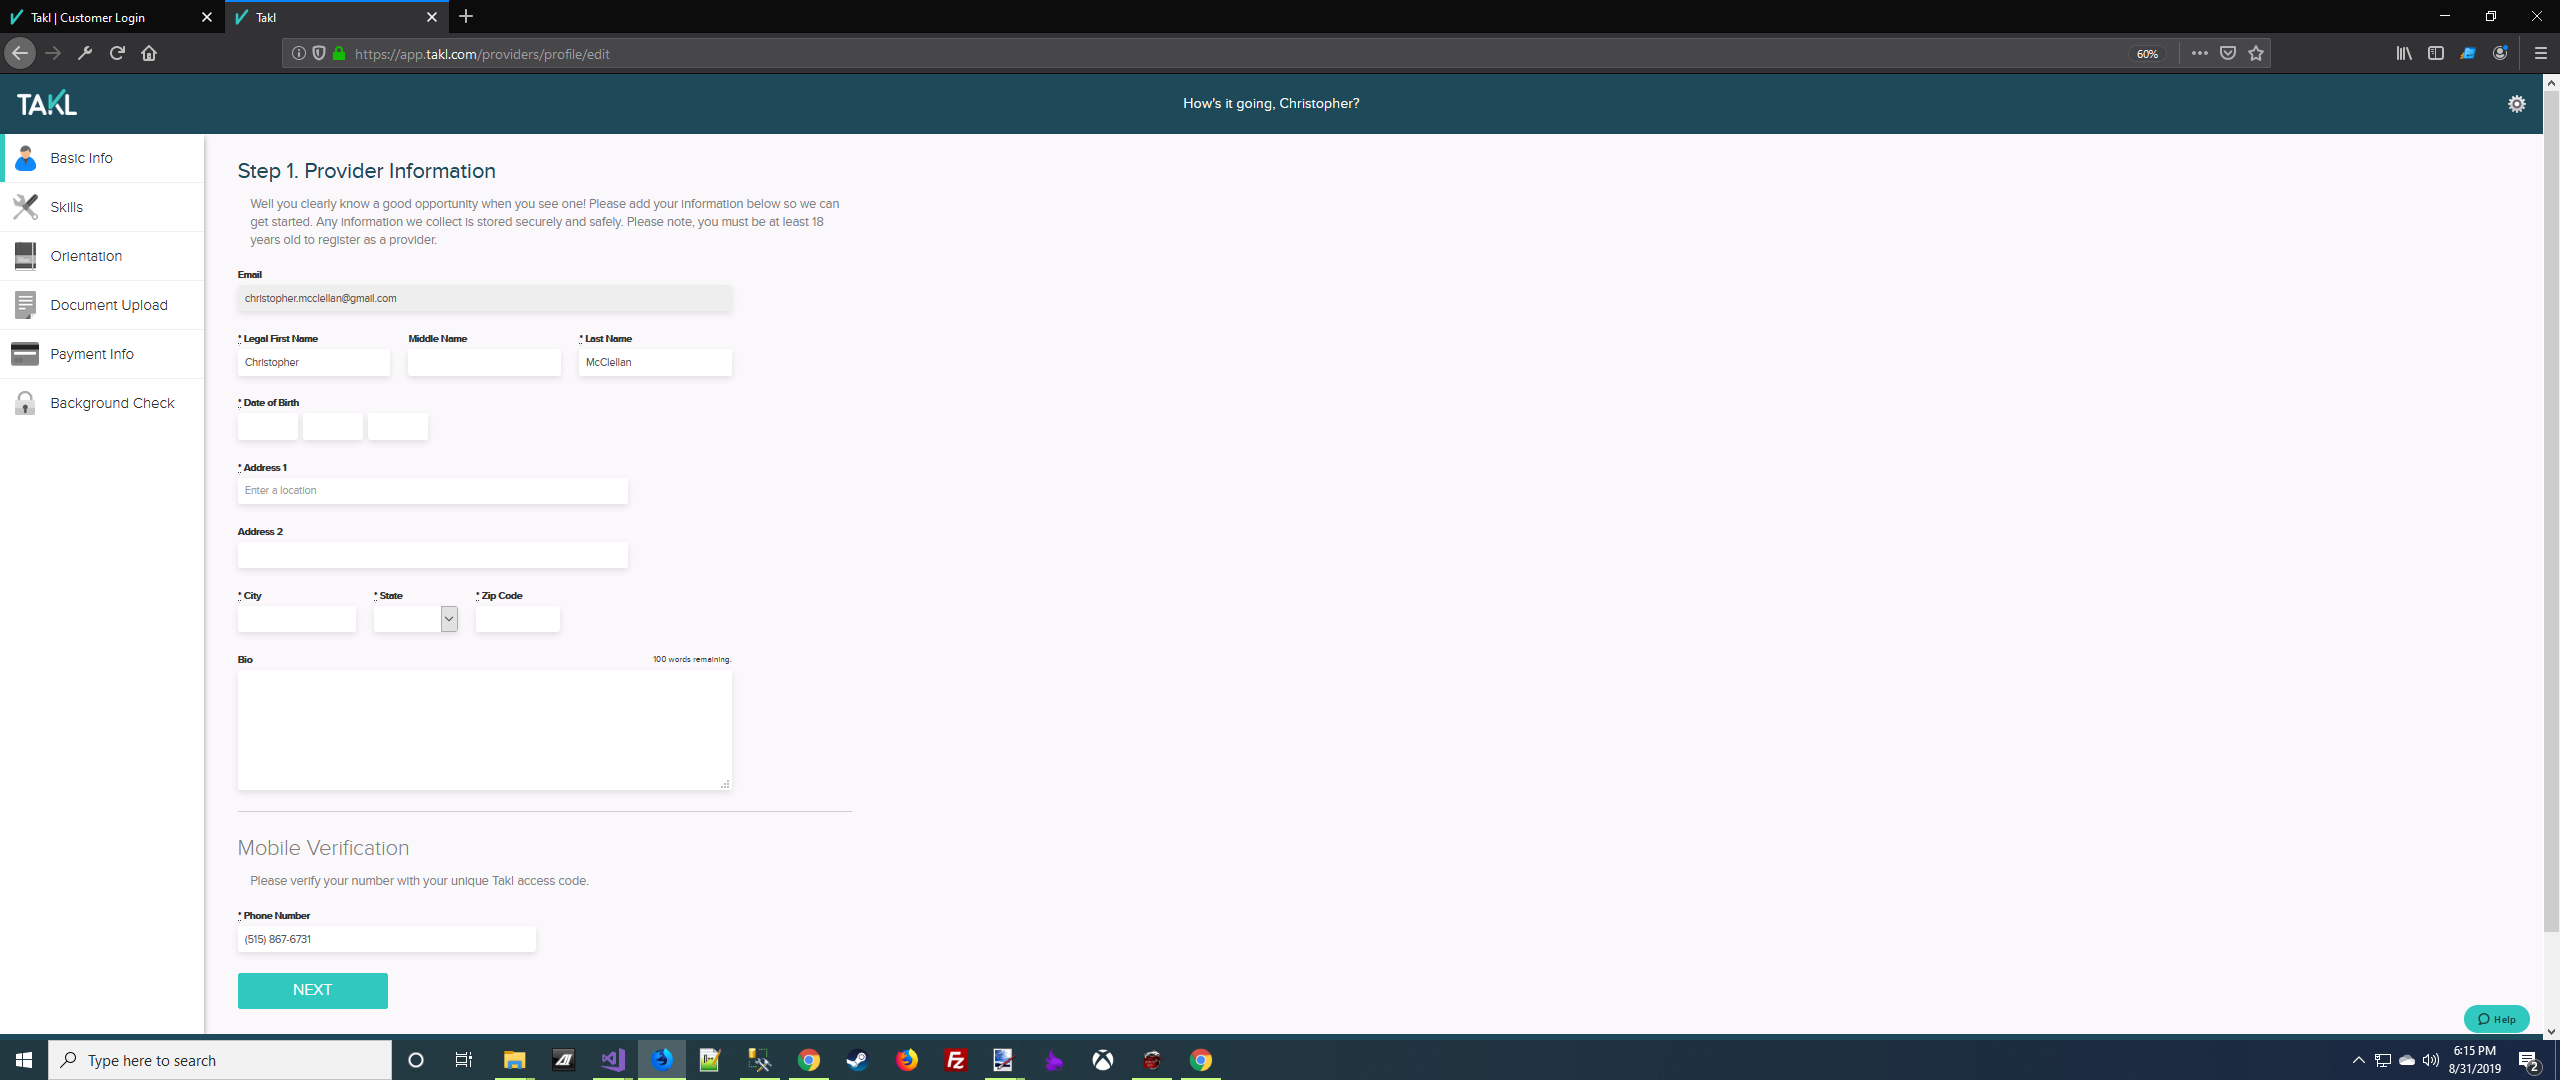 Takl | Customer Login
Takl
https://app.takl.com/providers/profile/edit
60%
TAKL
How's it going, Christopher?
Basic Info
Skills
Orientation
Document Upload
Payment Info
Background Check
Step 1. Provider Information
Well you clearly know a good opportunity when you see one! Please add your information below so we can
get started. Any information we collect is stored securely and safely. Please note, you must be at least 18
years old to register as a provider.
Email
christopher.mcclellan@gmail.com
* Legal First Name
Middle Name
* Last Name
Christopher
McClellan
* Date of Birth
* Address 1
Enter a location
Address 2
* City
* State
* Zip Code
Bio
100 words remaining.
Mobile Verification
Please verify your number with your unique Takl access code.
* Phone Number
(515) 867-6731
NEXT
Help
Type here to search
6:15 PM
8/31/2019
2